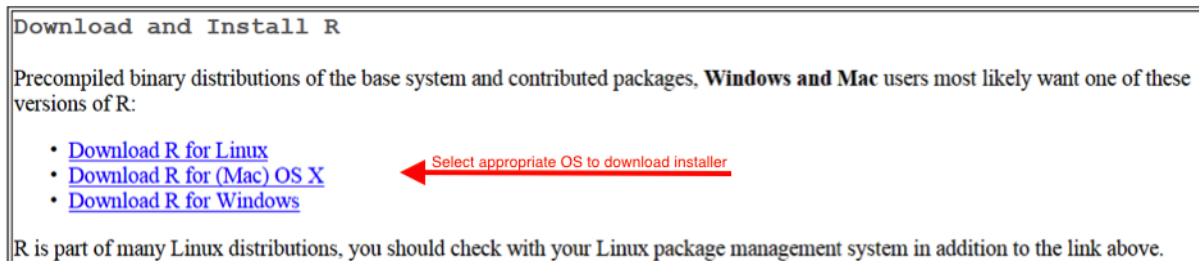 Download and Install R
Precompiled binary distributions of the base system and contributed packages, Windows and Mac users most likely want one of these
versions of R:
• Download R for Linux
• Download R for (Mac) OS X
• Download R for Windows
Select appropriate OS to download installer
R is part of many Linux distributions, you should check with your Linux package management system in addition to the link above.